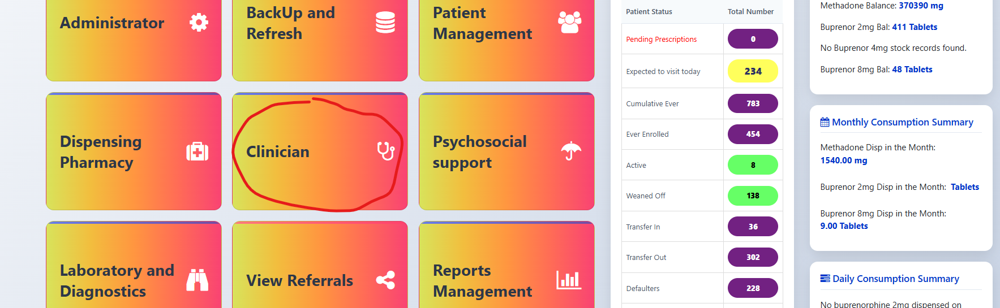 Administrator
BackUp and
Refresh
Patient
Management
Dispensing
Pharmacy
Clinician
Psychosocial
support
Laboratory and
Diagnostics
View Referrals
Reports
Management
Patient Status Total Number
Pending Prescriptions 0
Expected to visit today 234
Cumulative Ever 783
Ever Enrolled 454
Active 8
Weaned Off 138
Transfer In 36
Transfer Out 302
Defaulters 228
Methadone Balance: 370390 mg
Buprenor 2mg Bal: 411 Tablets
No Buprenor 4mg stock records found.
Buprenor 8mg Bal: 48 Tablets
Monthly Consumption Summary
Methadone Disp in the Month:
1540.00 mg
Buprenor 2mg Disp in the Month: Tablets
Buprenor 8mg Disp in the Month:
9.00 Tablets
Daily Consumption Summary
No buprenorphine 2mg dispensed on